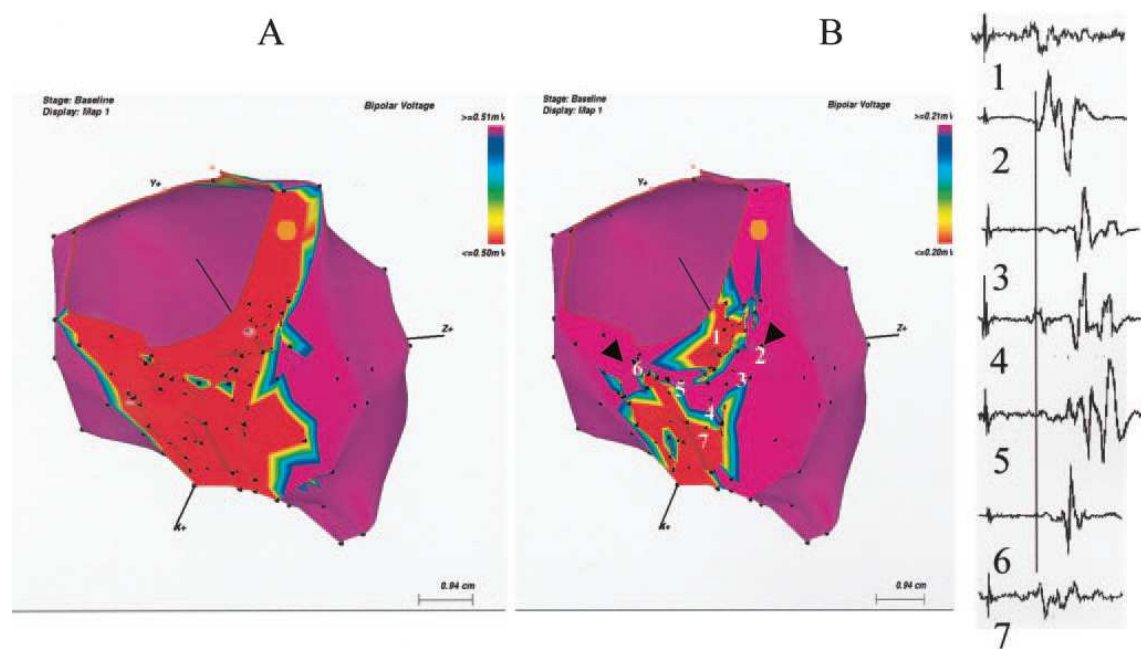 A
B
Stage: Baseline
Display: Map 1
Bipolar Voltage
>=0.51mV
<=0.50mV
Y+
Z+
X+
0.94 cm
Stage: Baseline
Display: Map 1
Bipolar Voltage
>=0.21mV
<=0.20mV
Y+
Z+
X+
1
2
3
4
5
6
7
0.94 cm
1
2
3
4
5
6
7